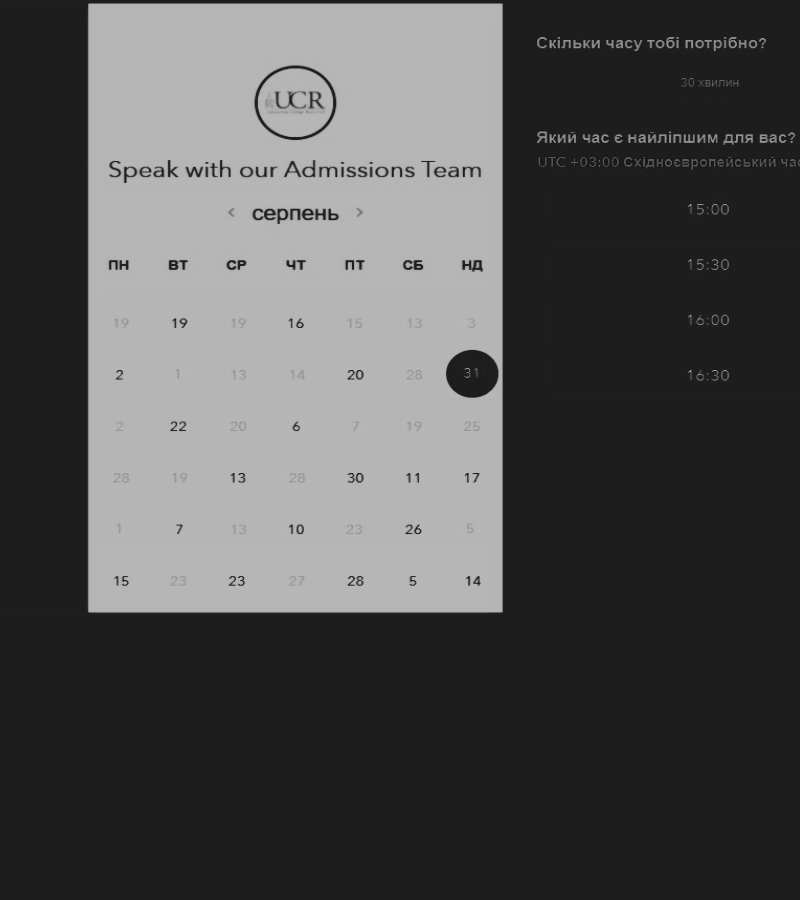 UCR
Speak with our Admissions Team
< серпень >
ПН ВТ СР ЧТ ПТ СБ НД
19 19 19 16 15 13 3
2 1 13 14 20 28 31
2 22 20 6 7 19 25
28 19 13 28 30 11 17
1 7 13 10 23 26 5
15 23 23 27 28 5 14
Скільки часу тобі потрібно?
30 хвилин
Який час є найліпшим для вас?
UTC +03:00 Східноєвропейський час
15:00
15:30
16:00
16:30